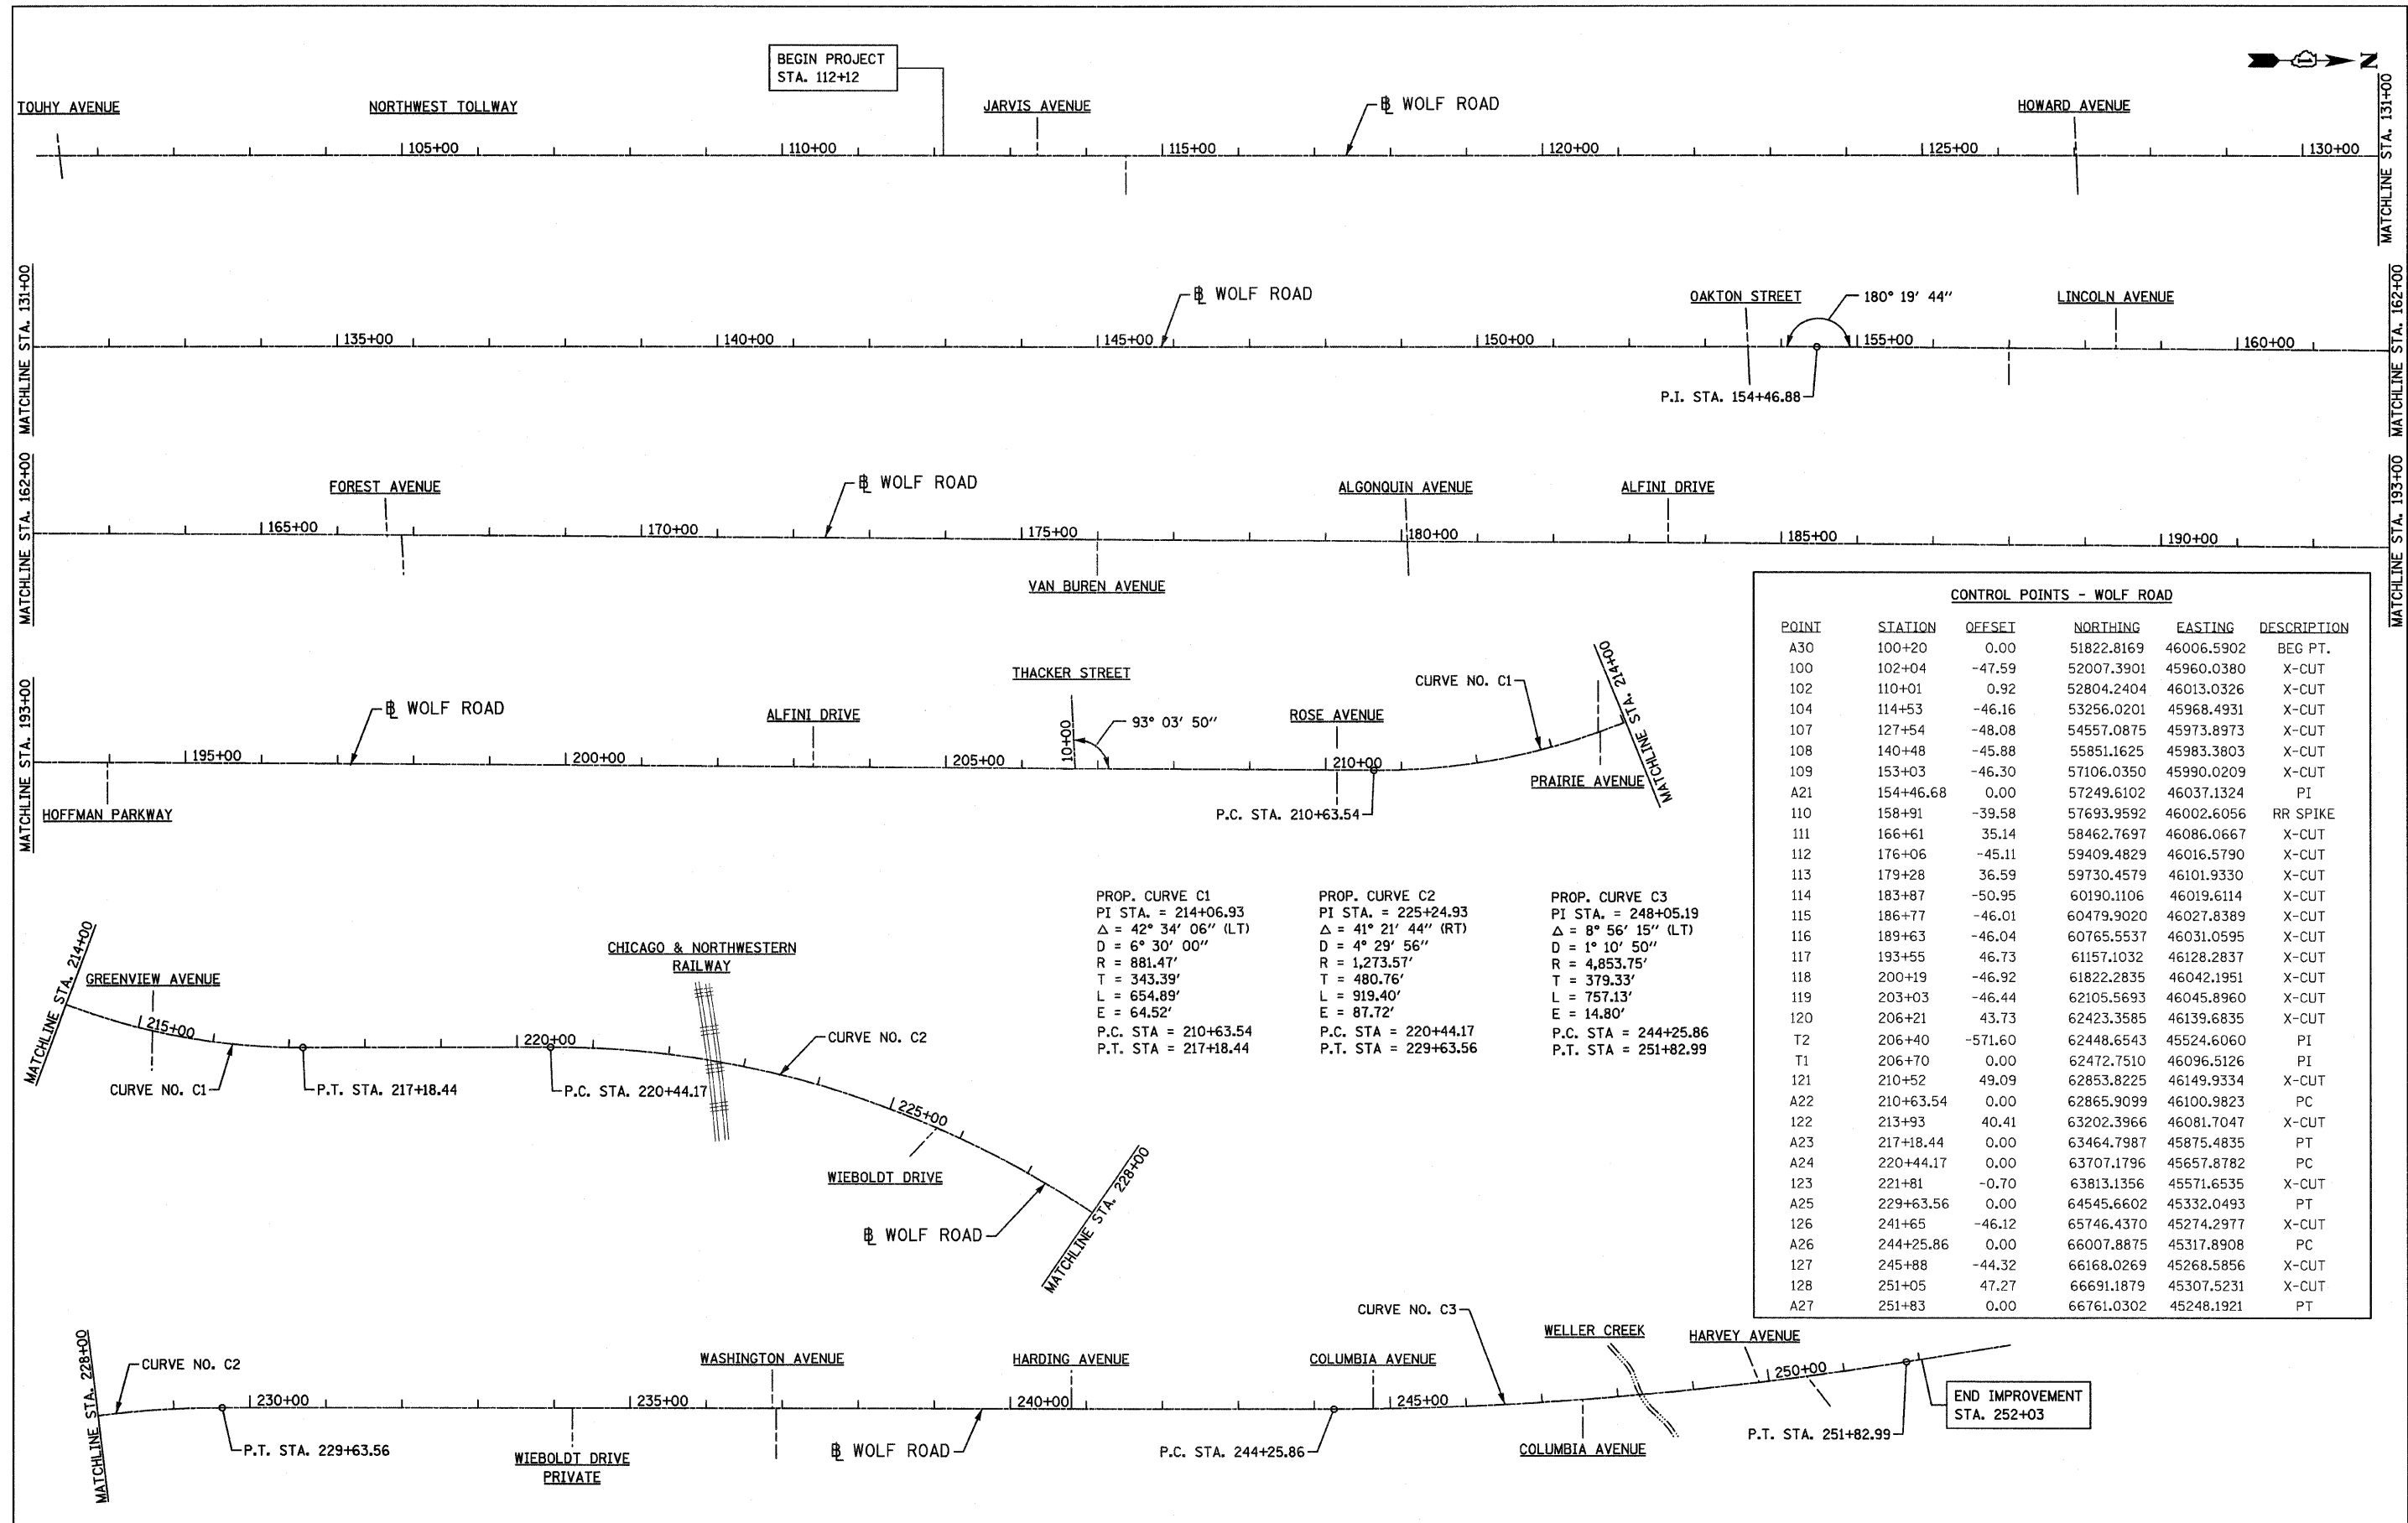 BEGIN PROJECT
STA. 112+12
N
TOUHY AVENUE
NORTHWEST TOLLWAY
JARVIS AVENUE
℄ WOLF ROAD
HOWARD AVENUE
105+00
110+00
115+00
120+00
125+00
130+00
MATCHLINE STA. 131+00
MATCHLINE STA. 131+00
℄ WOLF ROAD
OAKTON STREET
180° 19' 44"
LINCOLN AVENUE
135+00
140+00
145+00
150+00
155+00
160+00
P.I. STA. 154+46.88
MATCHLINE STA. 162+00
MATCHLINE STA. 162+00
FOREST AVENUE
℄ WOLF ROAD
ALGONQUIN AVENUE
ALFINI DRIVE
165+00
170+00
175+00
180+00
185+00
190+00
VAN BUREN AVENUE
MATCHLINE STA. 193+00
MATCHLINE STA. 193+00
℄ WOLF ROAD
ALFINI DRIVE
THACKER STREET
93° 03' 50"
10+00
ROSE AVENUE
CURVE NO. C1
195+00
200+00
205+00
210+00
HOFFMAN PARKWAY
P.C. STA. 210+63.54
PRAIRIE AVENUE
MATCHLINE STA. 214+00
CONTROL POINTS - WOLF ROAD
POINT STATION OFFSET NORTHING EASTING DESCRIPTION
A30 100+20 0.00 51822.8169 46006.5902 BEG PT.
100 102+04 -47.59 52007.3901 45960.0380 X-CUT
102 110+01 0.92 52804.2404 46013.0326 X-CUT
104 114+53 -46.16 53256.0201 45968.4931 X-CUT
107 127+54 -48.08 54557.0875 45973.8973 X-CUT
108 140+48 -45.88 55851.1625 45983.3803 X-CUT
109 153+03 -46.30 57106.0350 45990.0209 X-CUT
A21 154+46.68 0.00 57249.6102 46037.1324 PI
110 158+91 -39.58 57693.9592 46002.6056 RR SPIKE
111 166+61 35.14 58462.7697 46086.0667 X-CUT
112 176+06 -45.11 59409.4829 46016.5790 X-CUT
113 179+28 36.59 59730.4579 46101.9330 X-CUT
114 183+87 -50.95 60190.1106 46019.6114 X-CUT
115 186+77 -46.01 60479.9020 46027.8389 X-CUT
116 189+63 -46.04 60765.5537 46031.0595 X-CUT
117 193+55 46.73 61157.1032 46128.2837 X-CUT
118 200+19 -46.92 61822.2835 46042.1951 X-CUT
119 203+03 -46.44 62105.5693 46045.8960 X-CUT
120 206+21 43.73 62423.3585 46139.6835 X-CUT
T2 206+40 -571.60 62448.6543 45524.6060 PI
T1 206+70 0.00 62472.7510 46096.5126 PI
121 210+52 49.09 62853.8225 46149.9334 X-CUT
A22 210+63.54 0.00 62865.9099 46100.9823 PC
122 213+93 40.41 63202.3966 46081.7047 X-CUT
A23 217+18.44 0.00 63464.7987 45875.4835 PT
A24 220+44.17 0.00 63707.1796 45657.8782 PC
123 221+81 -0.70 63813.1356 45571.6535 X-CUT
A25 229+63.56 0.00 64545.6602 45332.0493 PT
126 241+65 -46.12 65746.4370 45274.2977 X-CUT
A26 244+25.86 0.00 66007.8875 45317.8908 PC
127 245+88 -44.32 66168.0269 45268.5856 X-CUT
128 251+05 47.27 66691.1879 45307.5231 X-CUT
A27 251+83 0.00 66761.0302 45248.1921 PT
PROP. CURVE C1
PI STA. = 214+06.93
Δ = 42° 34' 06" (LT)
D = 6° 30' 00"
R = 881.47'
T = 343.39'
L = 654.89'
E = 64.52'
P.C. STA = 210+63.54
P.T. STA = 217+18.44
PROP. CURVE C2
PI STA. = 225+24.93
Δ = 41° 21' 44" (RT)
D = 4° 29' 56"
R = 1,273.57'
T = 480.76'
L = 919.40'
E = 87.72'
P.C. STA = 220+44.17
P.T. STA = 229+63.56
PROP. CURVE C3
PI STA. = 248+05.19
Δ = 8° 56' 15" (LT)
D = 1° 10' 50"
R = 4,853.75'
T = 379.33'
L = 757.13'
E = 14.80'
P.C. STA = 244+25.86
P.T. STA = 251+82.99
MATCHLINE STA. 214+00
GREENVIEW AVENUE
CHICAGO & NORTHWESTERN
RAILWAY
215+00
220+00
CURVE NO. C2
CURVE NO. C1
P.T. STA. 217+18.44
P.C. STA. 220+44.17
225+00
WIEBOLDT DRIVE
℄ WOLF ROAD
MATCHLINE STA. 228+00
MATCHLINE STA. 228+00
CURVE NO. C2
WASHINGTON AVENUE
HARDING AVENUE
CURVE NO. C3
COLUMBIA AVENUE
WELLER CREEK
HARVEY AVENUE
230+00
235+00
240+00
245+00
250+00
P.T. STA. 229+63.56
WIEBOLDT DRIVE
PRIVATE
℄ WOLF ROAD
P.C. STA. 244+25.86
COLUMBIA AVENUE
P.T. STA. 251+82.99
END IMPROVEMENT
STA. 252+03